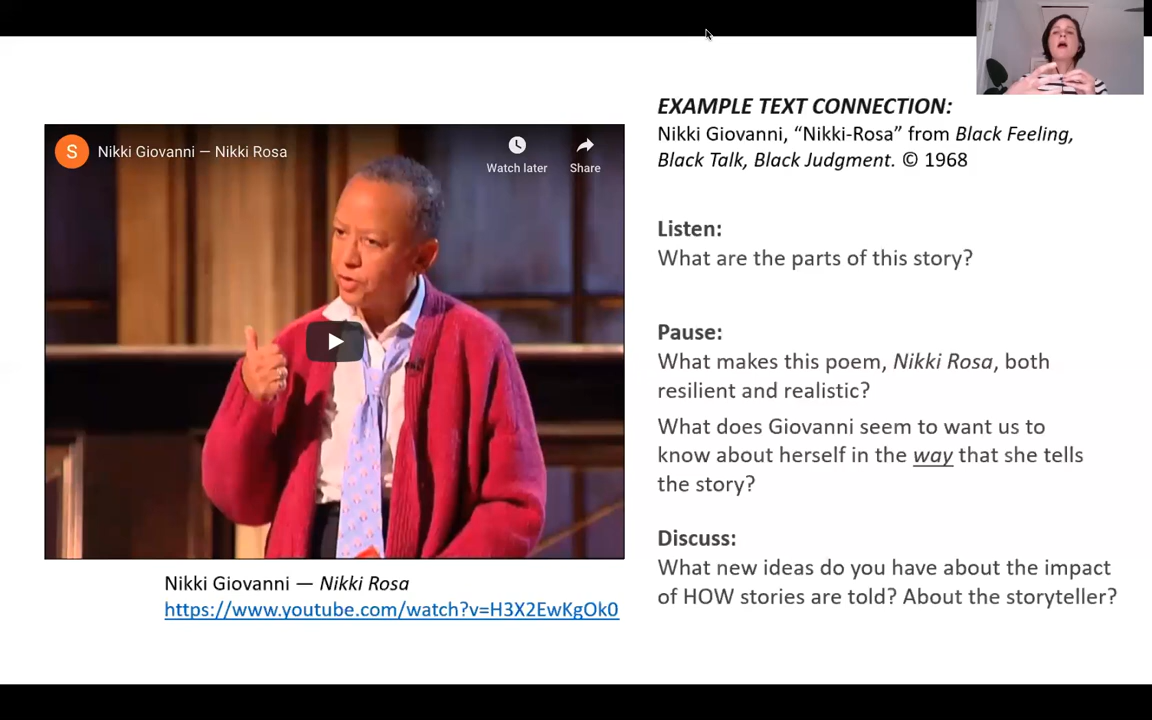 S
Nikki Giovanni — Nikki Rosa
Watch later
Share
Nikki Giovanni — Nikki Rosa
https://www.youtube.com/watch?v=H3X2EwKgOk0
EXAMPLE TEXT CONNECTION:
Nikki Giovanni, “Nikki-Rosa” from Black Feeling,
Black Talk, Black Judgment. © 1968
Listen:
What are the parts of this story?
Pause:
What makes this poem, Nikki Rosa, both
resilient and realistic?
What does Giovanni seem to want us to
know about herself in the way that she tells
the story?
Discuss:
What new ideas do you have about the impact
of HOW stories are told? About the storyteller?